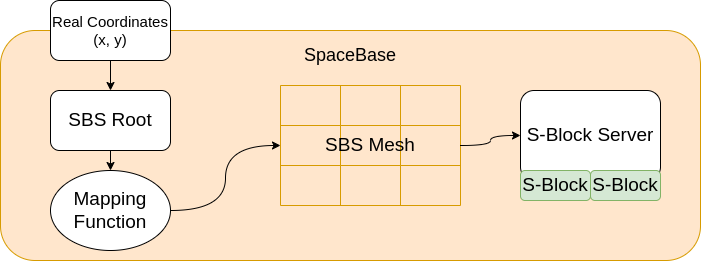 Real Coordinates
(x, y)
SpaceBase
SBS Root
Mapping
Function
SBS Mesh
S-Block Server
S-Block S-Block